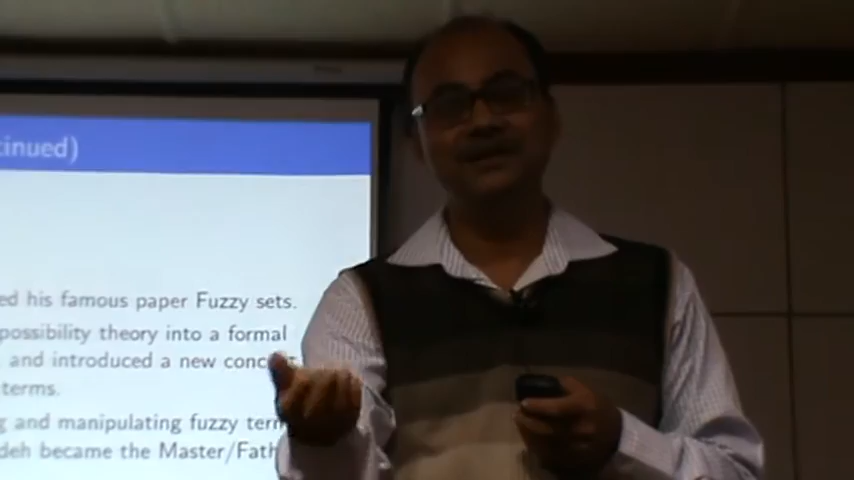 tinued)
ed his famous paper Fuzzy sets.
possibility theory into a formal
and introduced a new concept
terms.
g and manipulating fuzzy term
deh became the Master/Fath